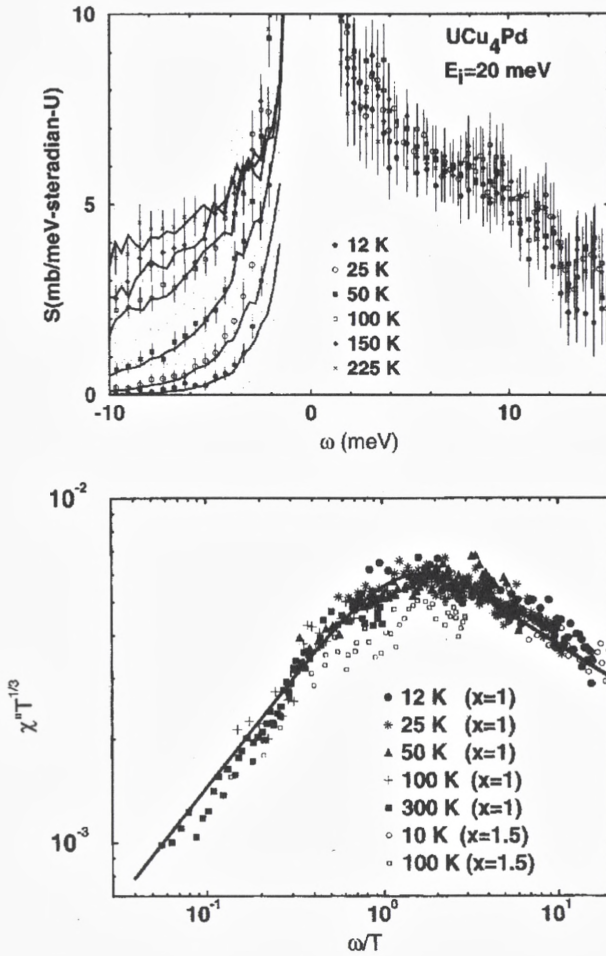 10
UCu₄Pd
Eᵢ=20 meV
S(mb/meV-steradian-U)
5
12 K
25 K
50 K
100 K
150 K
225 K
0
-10 0 10
ω (meV)
10⁻²
χ"T¹ᐟ³
12 K (x=1)
25 K (x=1)
50 K (x=1)
100 K (x=1)
300 K (x=1)
10 K (x=1.5)
100 K (x=1.5)
10⁻³
10⁻¹ 10⁰ 10¹
ω/T